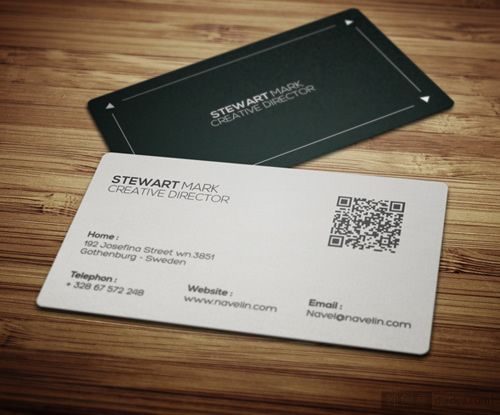 STEWART MARK
CREATIVE DIRECTOR
STEWART MARK
CREATIVE DIRECTOR
Home :
192 Josefina Street wn.3851
Gothenburg - Sweden
Telephon :
+ 328 67 572 248
Website :
www.navelin.com
Email :
Navel@navelin.com